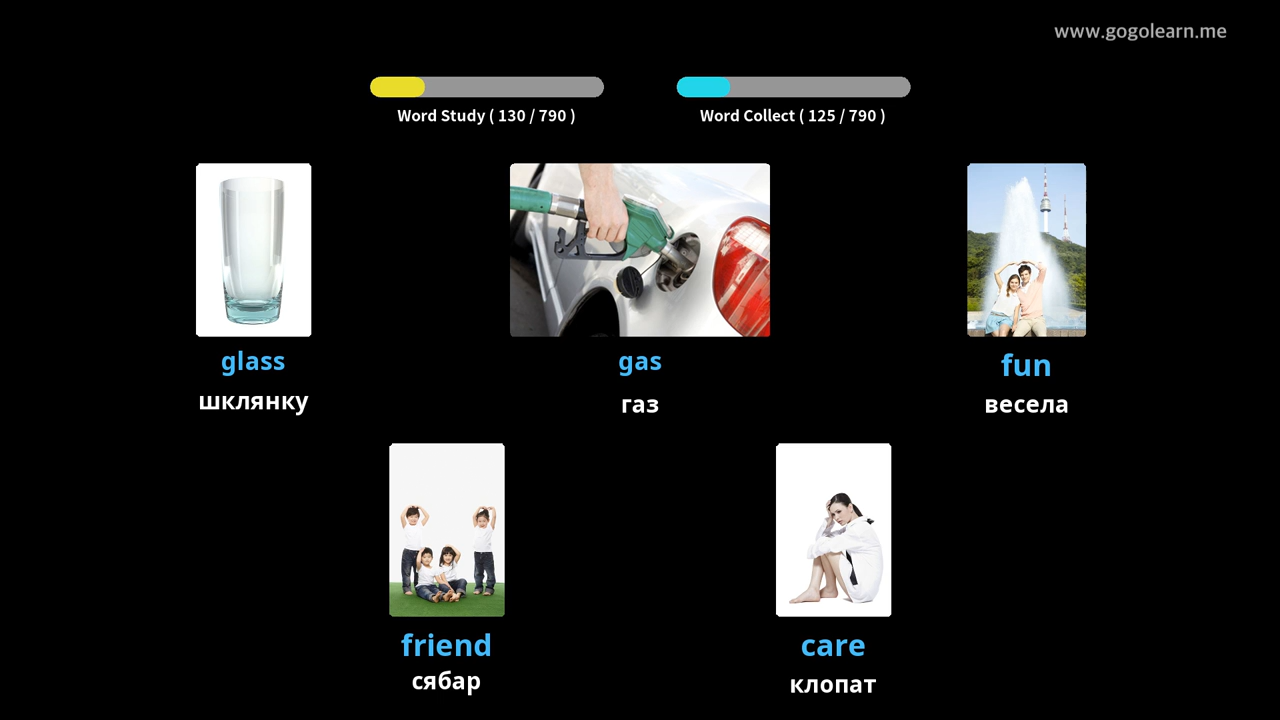 www.gogolearn.me
Word Study ( 130 / 790 )
Word Collect ( 125 / 790 )
glass
шклянку
gas
газ
fun
весела
friend
сябар
care
клопат